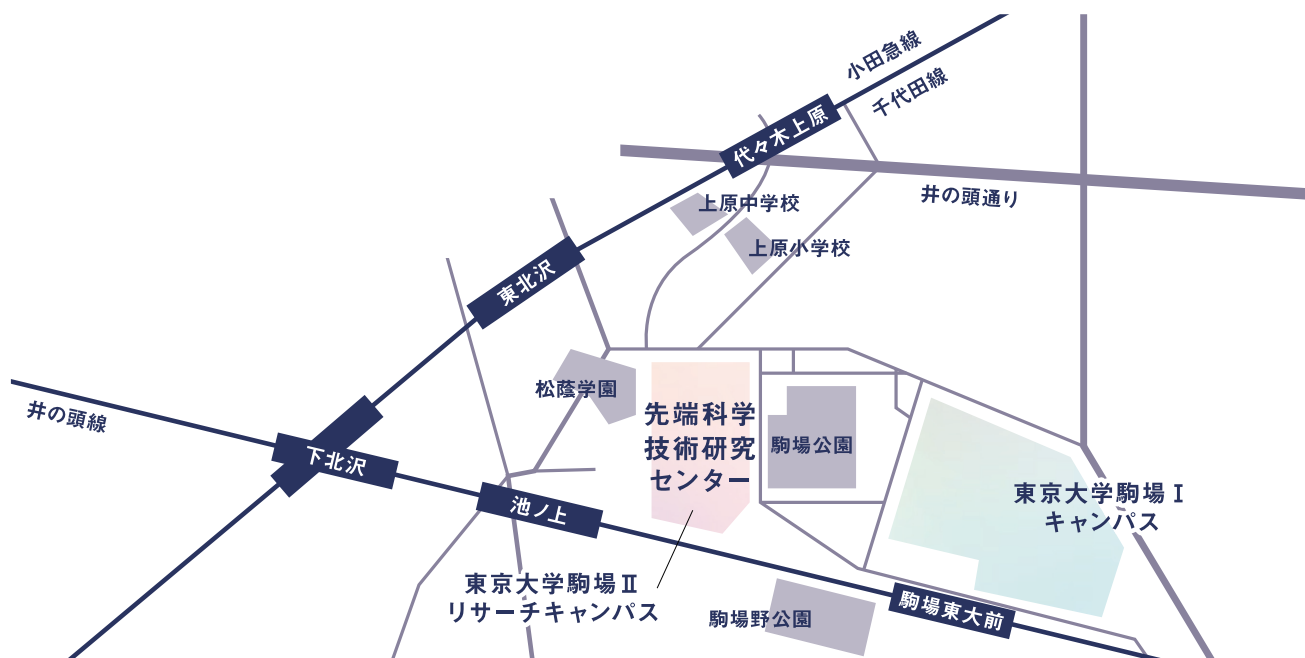 小田急線
千代田線
代々木上原
井の頭通り
上原中学校
上原小学校
東北沢
松蔭学園
先端科学
技術研究
センター
駒場公園
井の頭線
下北沢
池ノ上
東京大学駒場Ⅰ
キャンパス
東京大学駒場Ⅱ
リサーチキャンパス
駒場野公園
駒場東大前